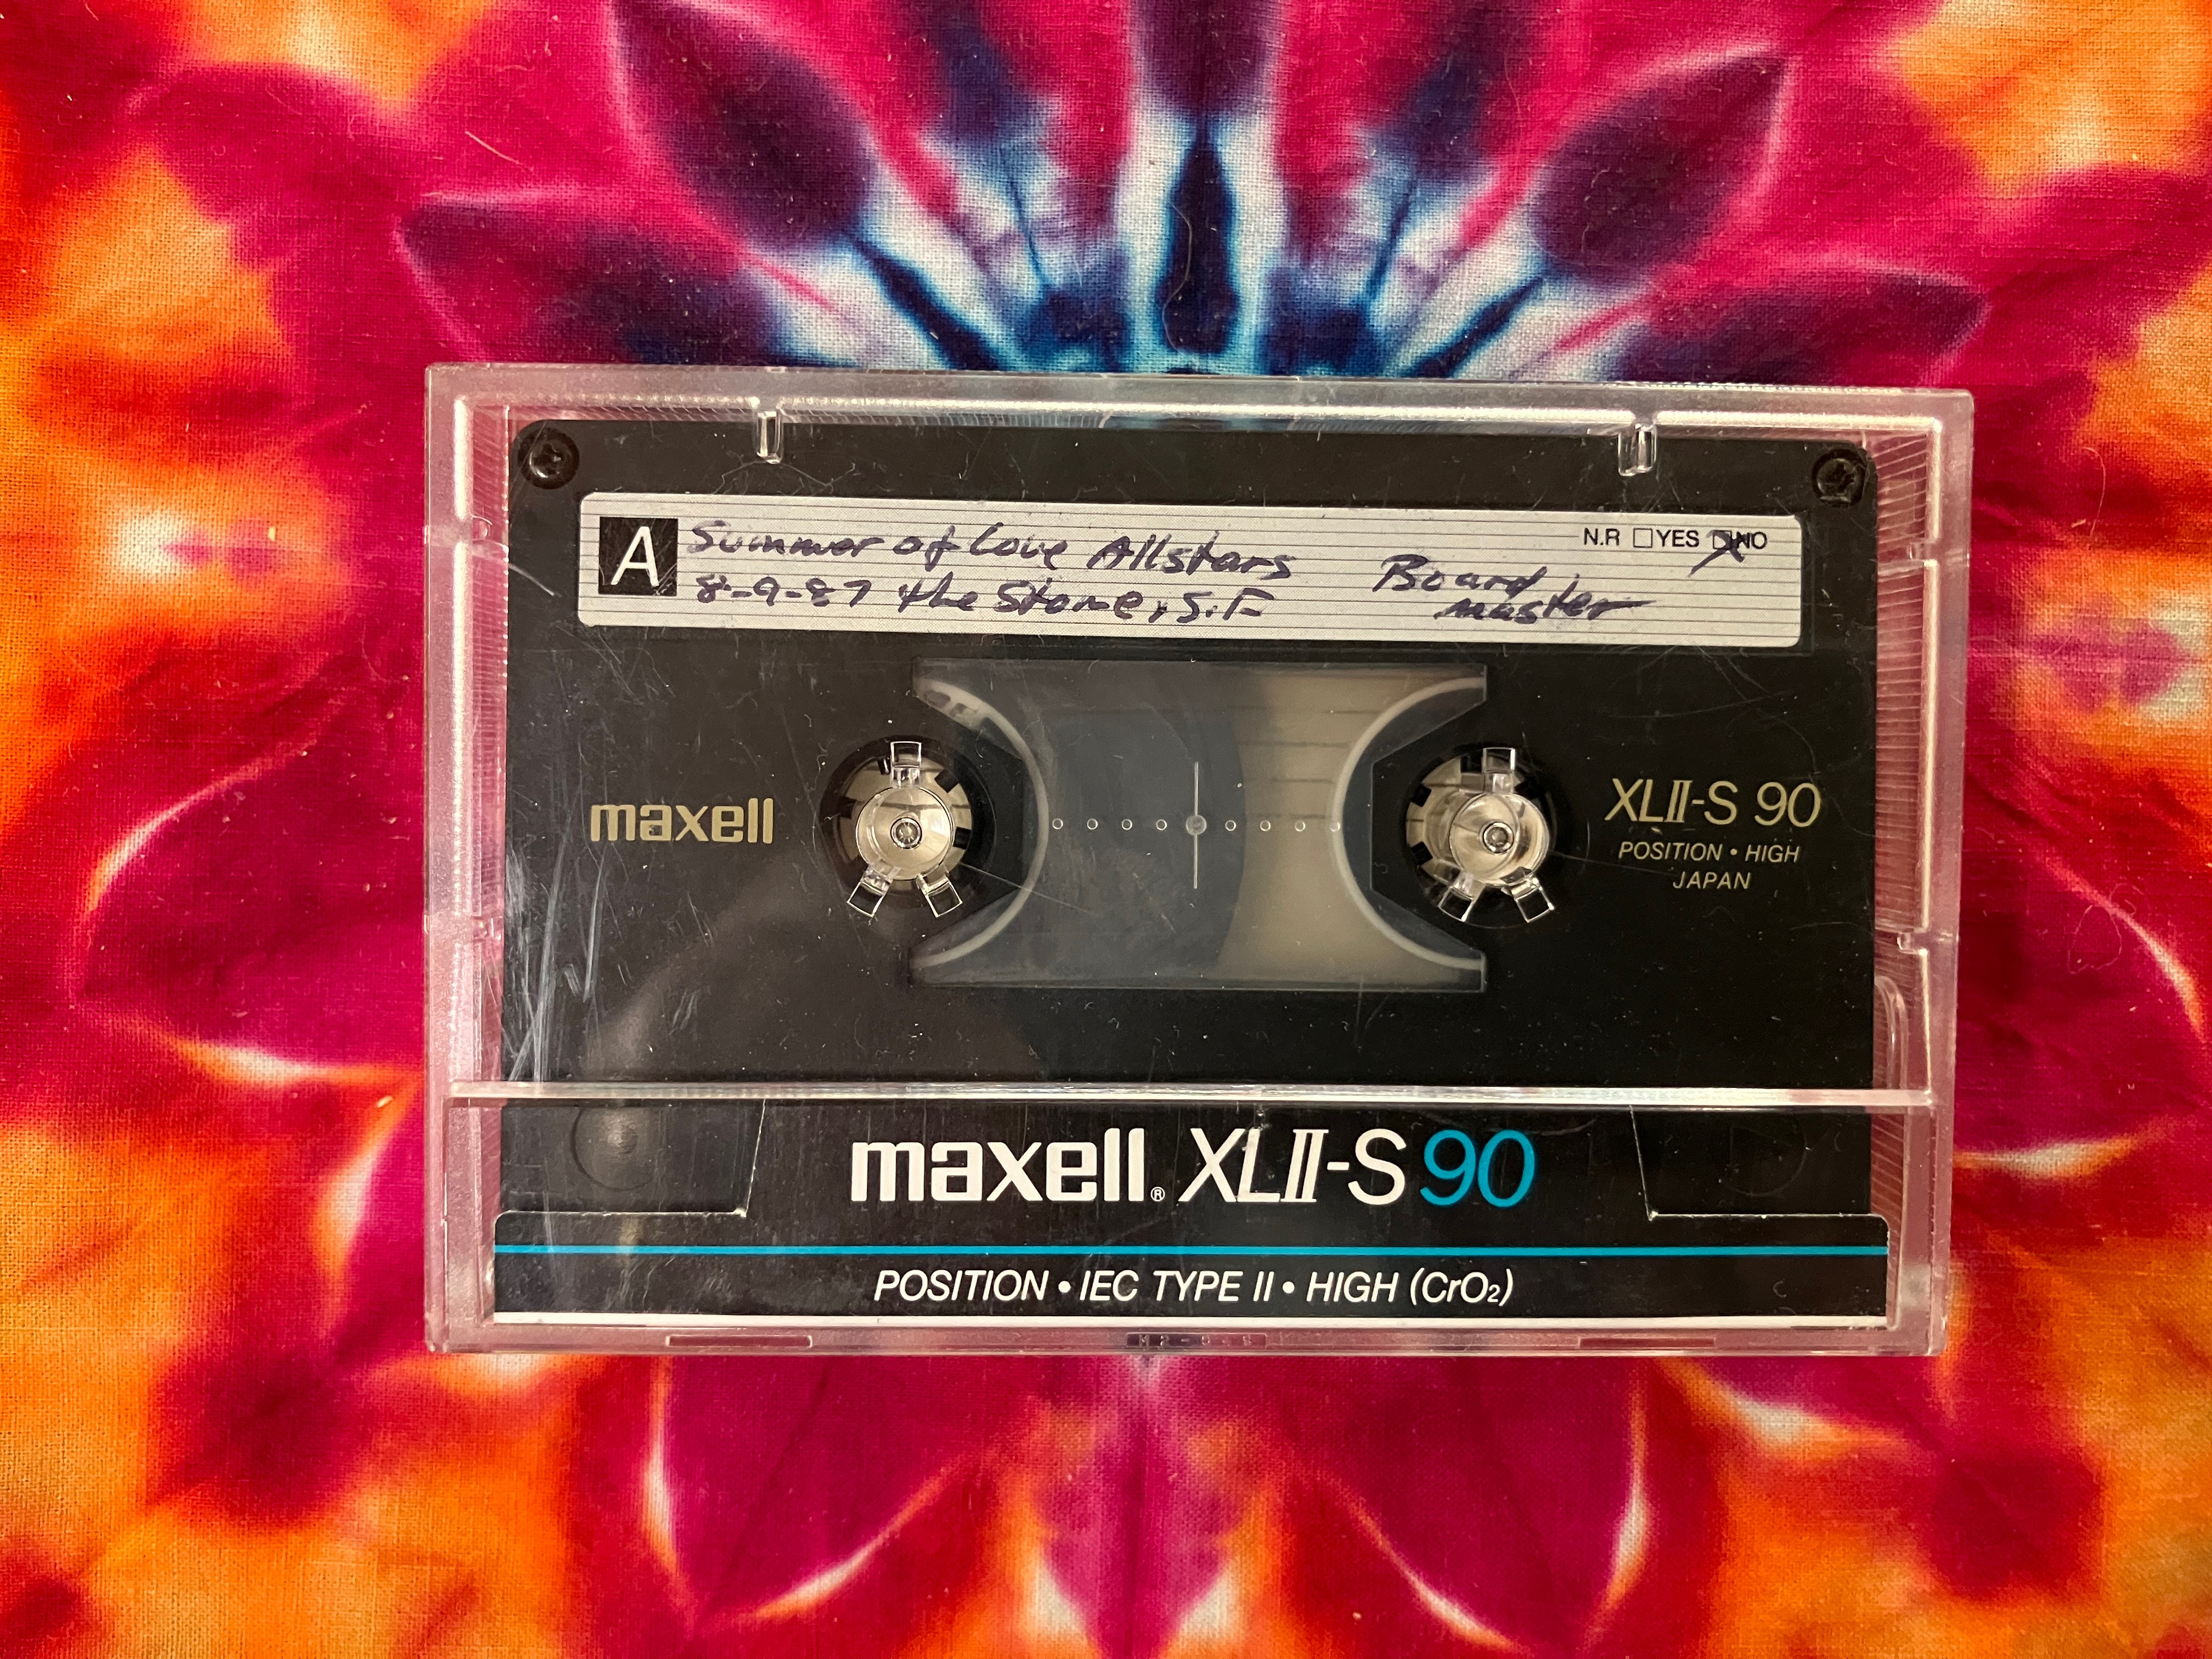 A Summer of Love Allstars Board N.R □YES □NO
8-9-87 the Stone, S.F master
maxell XLII-S 90
POSITION • HIGH
JAPAN
maxell® XLII-S 90
POSITION • IEC TYPE II • HIGH (CrO₂)